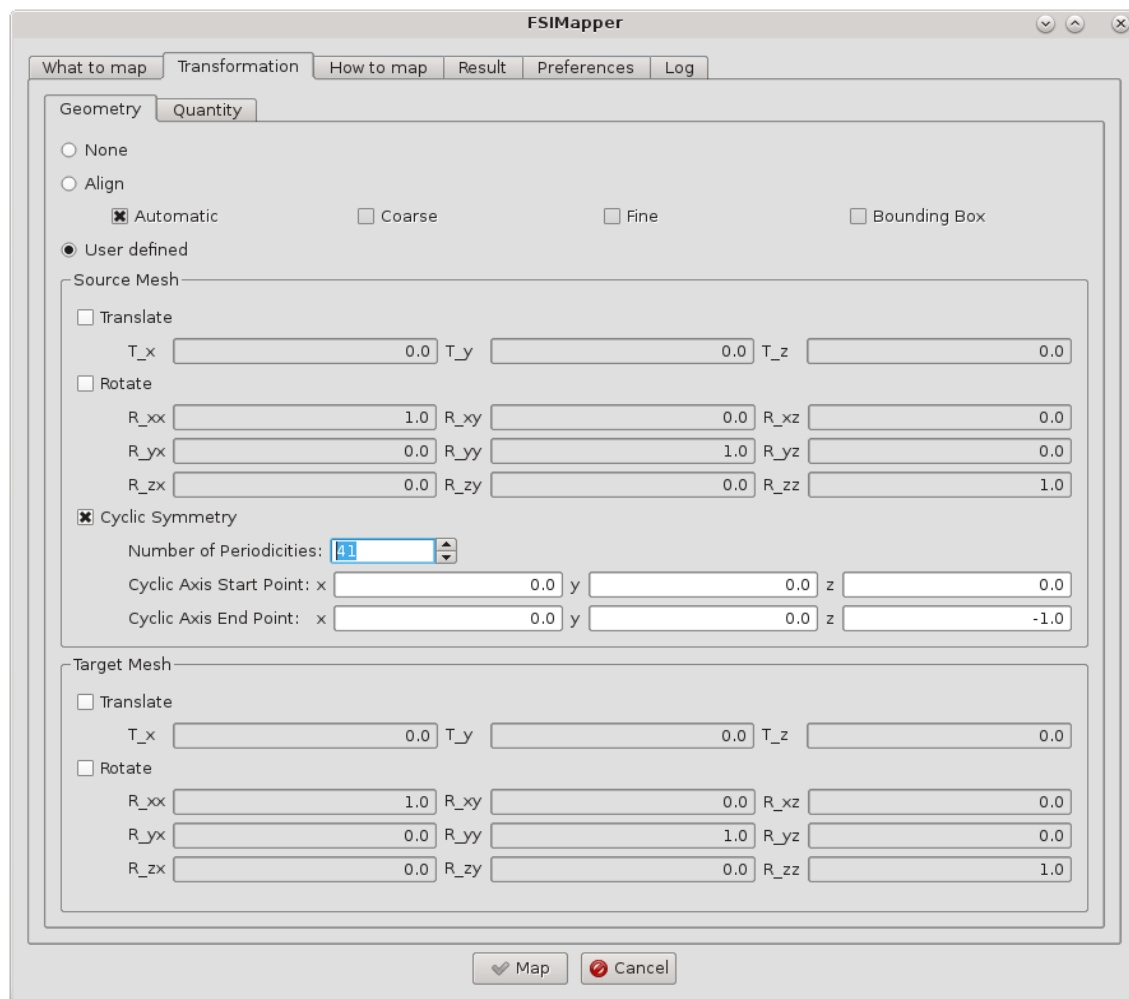 FSIMapper
What to map Transformation How to map Result Preferences Log
Geometry Quantity
None
Align
Automatic Coarse Fine Bounding Box
User defined
Source Mesh
Translate
T_x 0.0 T_y 0.0 T_z 0.0
Rotate
R_xx 1.0 R_xy 0.0 R_xz 0.0
R_yx 0.0 R_yy 1.0 R_yz 0.0
R_zx 0.0 R_zy 0.0 R_zz 1.0
Cyclic Symmetry
Number of Periodicities: 41
Cyclic Axis Start Point: x 0.0 y 0.0 z 0.0
Cyclic Axis End Point: x 0.0 y 0.0 z -1.0
Target Mesh
Translate
T_x 0.0 T_y 0.0 T_z 0.0
Rotate
R_xx 1.0 R_xy 0.0 R_xz 0.0
R_yx 0.0 R_yy 1.0 R_yz 0.0
R_zx 0.0 R_zy 0.0 R_zz 1.0
Map Cancel